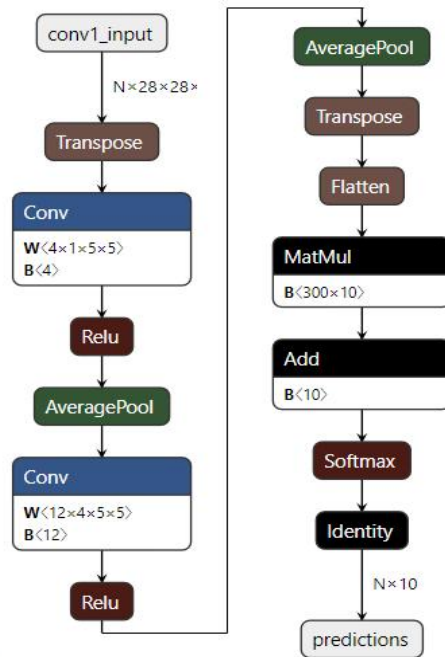 conv1_input
N×28×28×
Transpose
Conv
W⟨4×1×5×5⟩
B⟨4⟩
Relu
AveragePool
Conv
W⟨12×4×5×5⟩
B⟨12⟩
Relu
AveragePool
Transpose
Flatten
MatMul
B⟨300×10⟩
Add
B⟨10⟩
Softmax
Identity
N×10
predictions